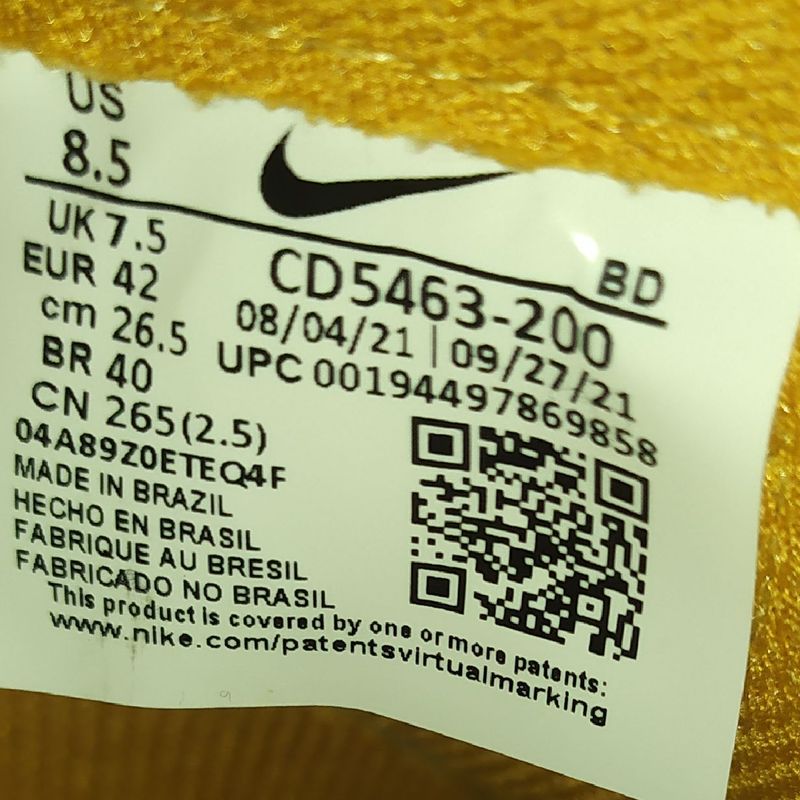 US
8.5
UK 7.5
EUR 42
cm 26.5
BR 40
CN 265(2.5)
04A89Z0ETEQ4F
MADE IN BRAZIL
HECHO EN BRASIL
FABRIQUE AU BRESIL
FABRICADO NO BRASIL
BD
CD5463-200
08/04/21 | 09/27/21
UPC 00194497869858
This product is covered by one or more patents:
www.nike.com/patentsvirtualmarking